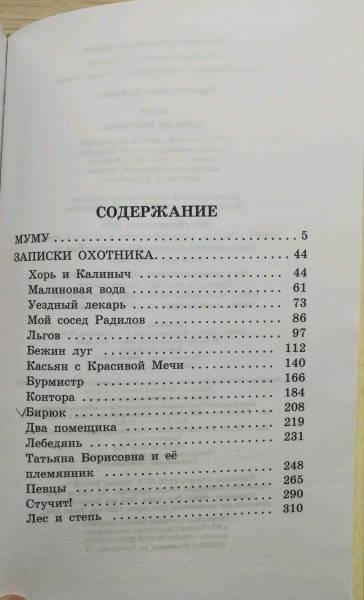 СОДЕРЖАНИЕ
МУМУ 5
ЗАПИСКИ ОХОТНИКА 44
Хорь и Калиныч 44
Малиновая вода 61
Уездный лекарь 73
Мой сосед Радилов 86
Льгов 97
Бежин луг 112
Касьян с Красивой Мечи 140
Бурмистр 166
Контора 184
Бирюк 208
Два помещика 219
Лебедянь 231
Татьяна Борисовна и её
племянник 248
Певцы 265
Стучит! 290
Лес и степь 310